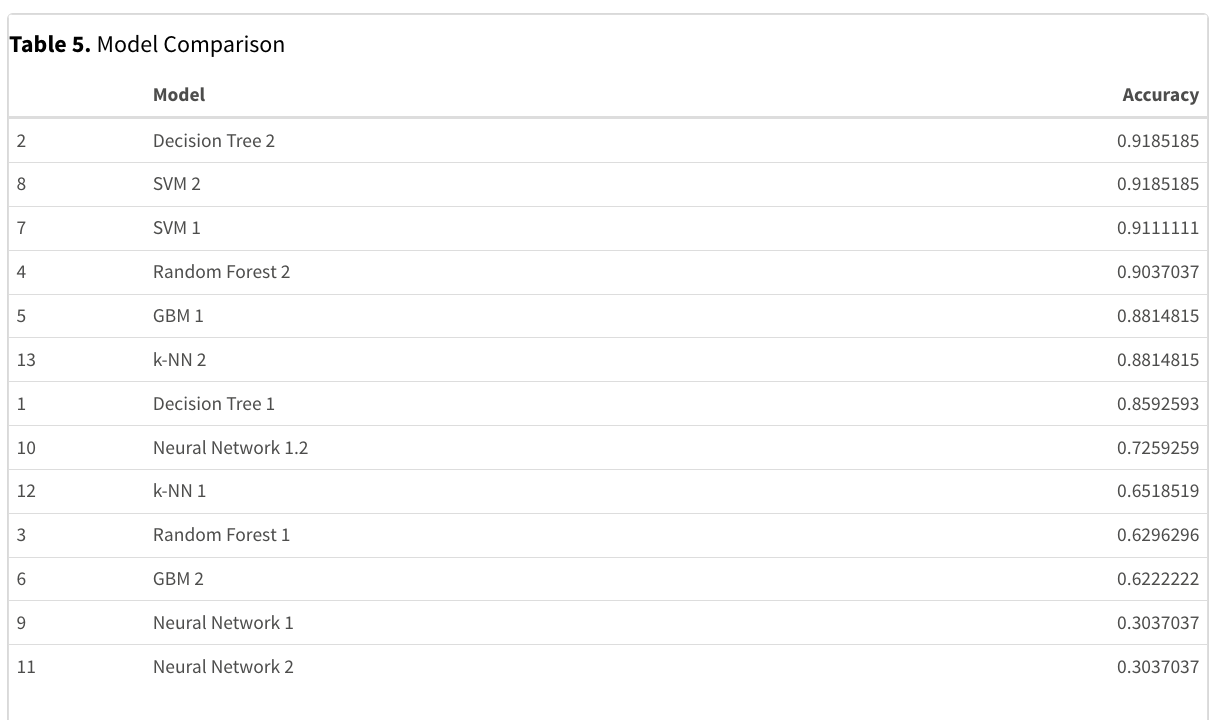 Table 5. Model Comparison
Model Accuracy
2 Decision Tree 2 0.9185185
8 SVM 2 0.9185185
7 SVM 1 0.9111111
4 Random Forest 2 0.9037037
5 GBM 1 0.8814815
13 k-NN 2 0.8814815
1 Decision Tree 1 0.8592593
10 Neural Network 1.2 0.7259259
12 k-NN 1 0.6518519
3 Random Forest 1 0.6296296
6 GBM 2 0.6222222
9 Neural Network 1 0.3037037
11 Neural Network 2 0.3037037